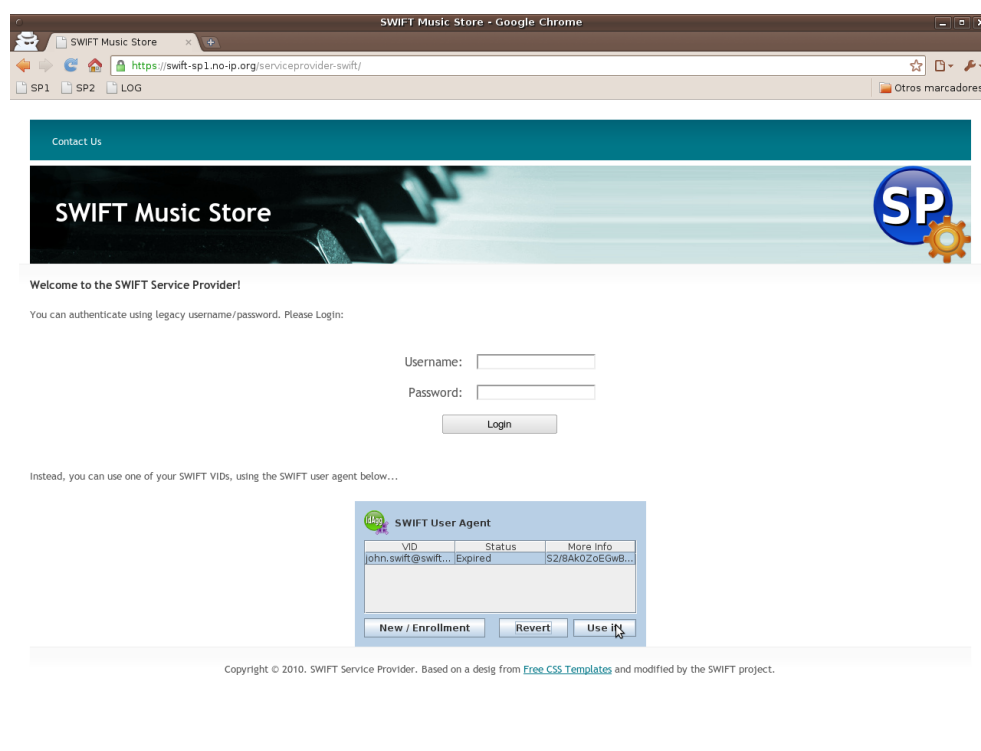 SWIFT Music Store - Google Chrome
SWIFT Music Store
https://swift-sp1.no-ip.org/serviceprovider-swift/
SP1 SP2 LOG Otros marcadores
Contact Us
SWIFT Music Store
SP
Welcome to the SWIFT Service Provider!
You can authenticate using legacy username/password. Please Login:
Username:
Password:
Login
Instead, you can use one of your SWIFT VIDs, using the SWIFT user agent below...
IdAgg
SWIFT User Agent
VID Status More Info
john.swift@swift... Expired S2/8Ak0ZoEGwB...
New / Enrollment Revert Use it!
Copyright © 2010. SWIFT Service Provider. Based on a desig from Free CSS Templates and modified by the SWIFT project.